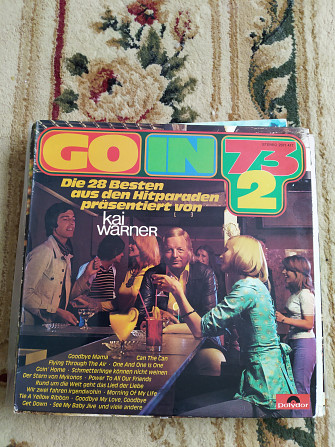 GO IN 73 2
STEREO 2371 411
Die 28 Besten
aus den Hitparaden
präsentiert von
kai
WARNER
Goodbye Mama · Can The Can
Flying Through The Air · One And One Is One
Goin' Home · Schmetterlinge können nicht weinen
Der Stern von Mykonos · Power To All Our Friends
Rund um die Welt geht das Lied der Liebe
Wir zwei fahren irgendwohin · Morning Of My Life
Tie A Yellow Ribbon · Goodbye My Love, Goodbye
Get Down · See My Baby Jive und viele andere
Polydor